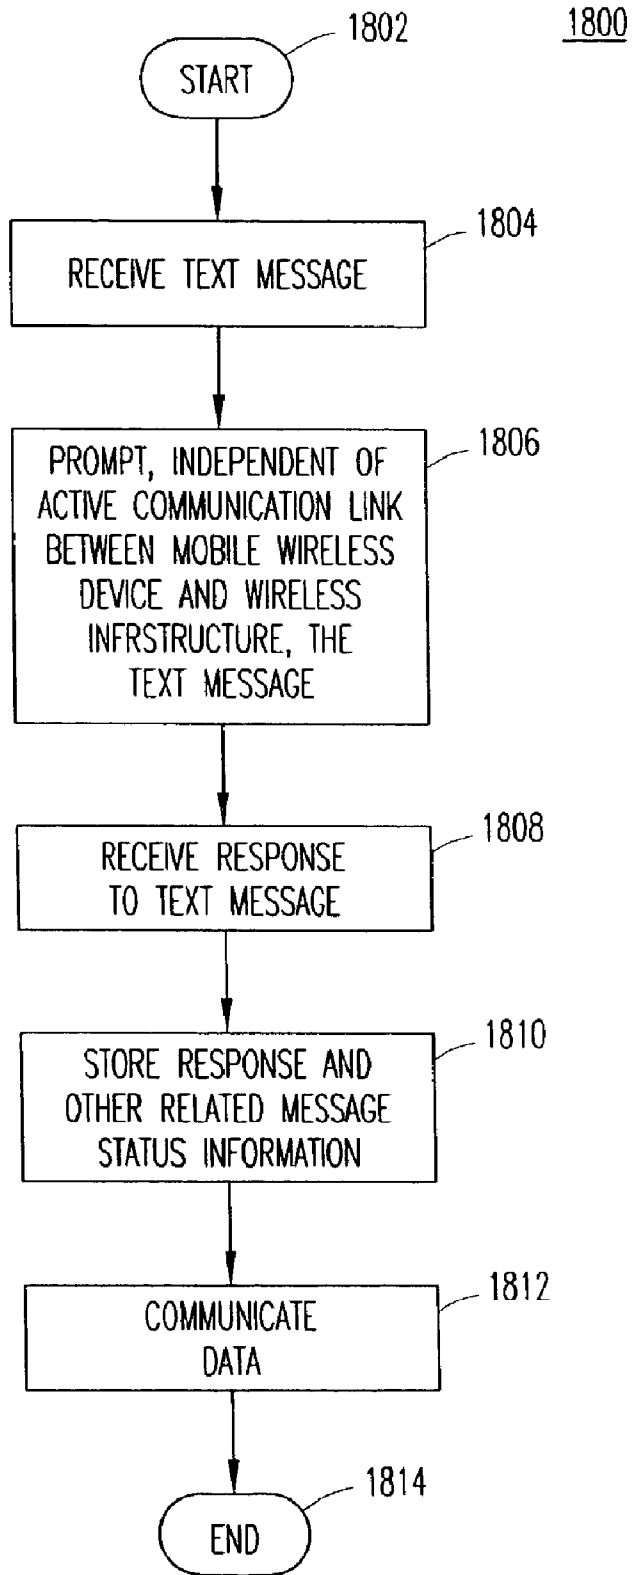 1800
1802
START
1804
RECEIVE TEXT MESSAGE
1806
PROMPT, INDEPENDENT OF
ACTIVE COMMUNICATION LINK
BETWEEN MOBILE WIRELESS
DEVICE AND WIRELESS
INFRSTRUCTURE, THE
TEXT MESSAGE
1808
RECEIVE RESPONSE
TO TEXT MESSAGE
1810
STORE RESPONSE AND
OTHER RELATED MESSAGE
STATUS INFORMATION
1812
COMMUNICATE
DATA
1814
END